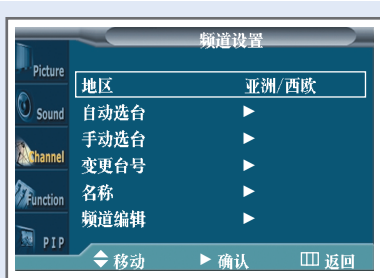 频道设置
Picture
Sound
Channel
Function
PIP
地区 亚洲/西欧
自动选台
手动选台
变更台号
名称
频道编辑
移动 确认 返回